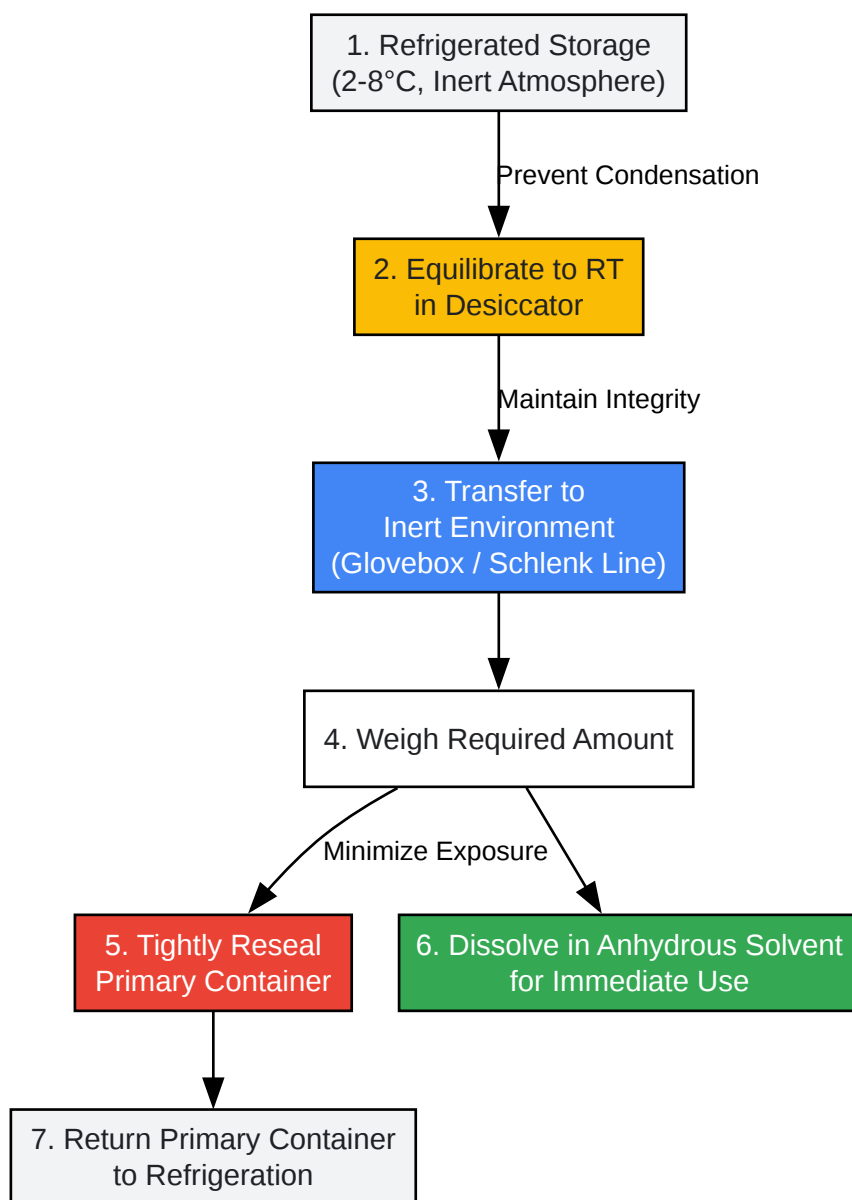 1. Refrigerated Storage
(2-8°C, Inert Atmosphere)
Prevent Condensation
2. Equilibrate to RT
in Desiccator
Maintain Integrity
3. Transfer to
Inert Environment
(Glovebox / Schlenk Line)
4. Weigh Required Amount
Minimize Exposure
5. Tightly Reseal
Primary Container
6. Dissolve in Anhydrous Solvent
for Immediate Use
7. Return Primary Container
to Refrigeration